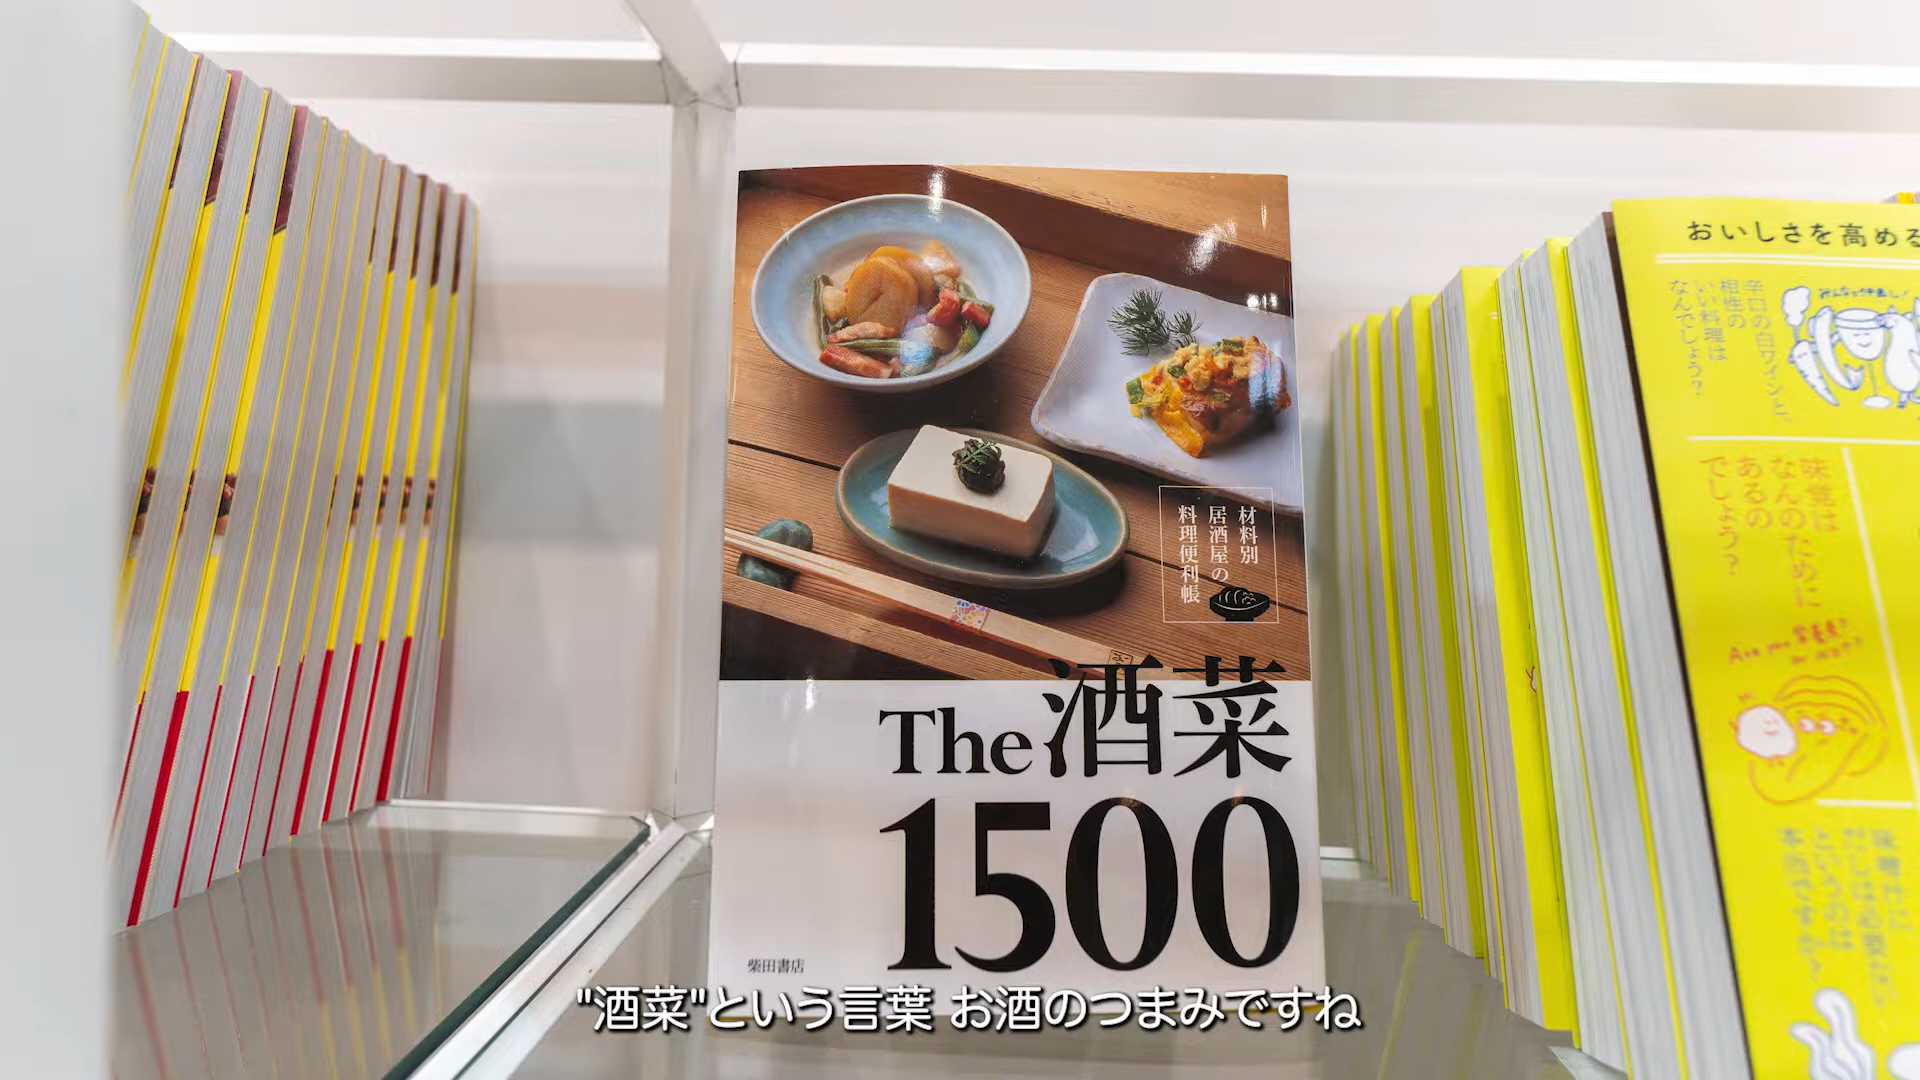 材料別
居酒屋の
料理便利帳
The酒菜
1500
柴田書店
おいしさを高める
辛口の白ワインと、
相性の
いい料理は
なんでしょう?
味覚は
なんのために
あるの
でしょう?
"酒菜"という言葉 お酒のつまみですね